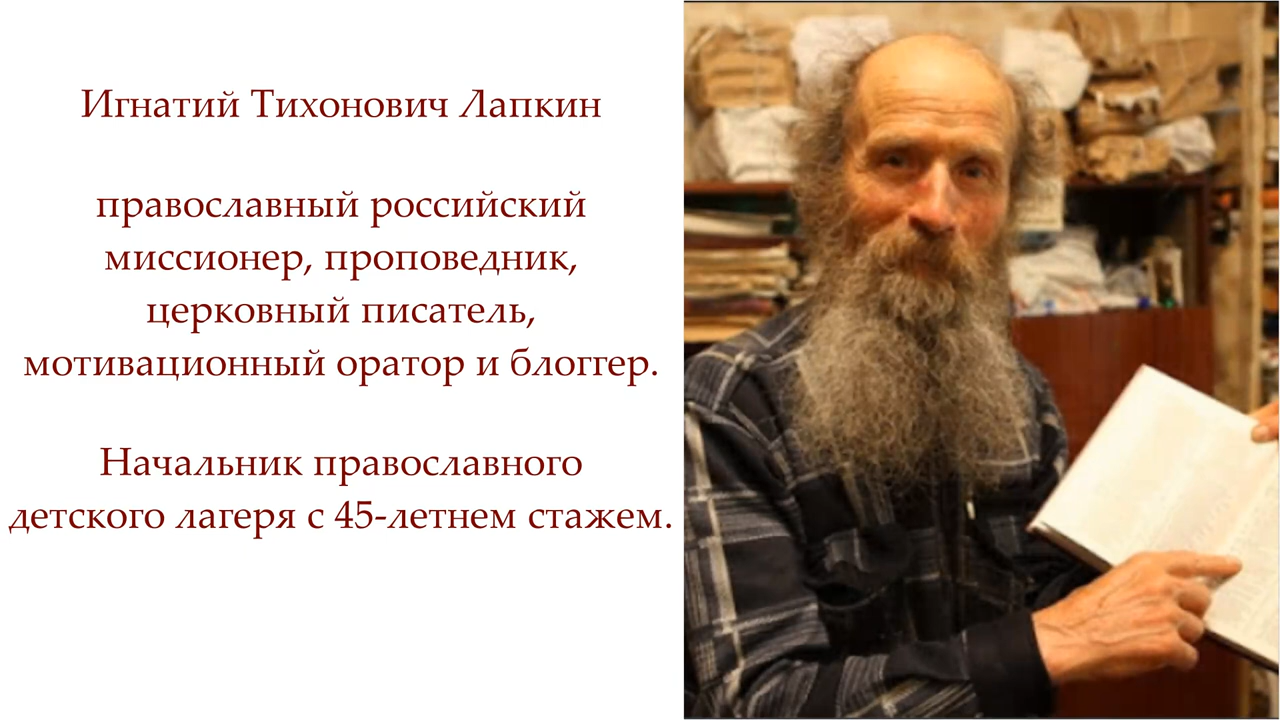 Игнатий Тихонович Лапкин
православный российский
миссионер, проповедник,
церковный писатель,
мотивационный оратор и блоггер.
Начальник православного
детского лагеря с 45-летнем стажем.